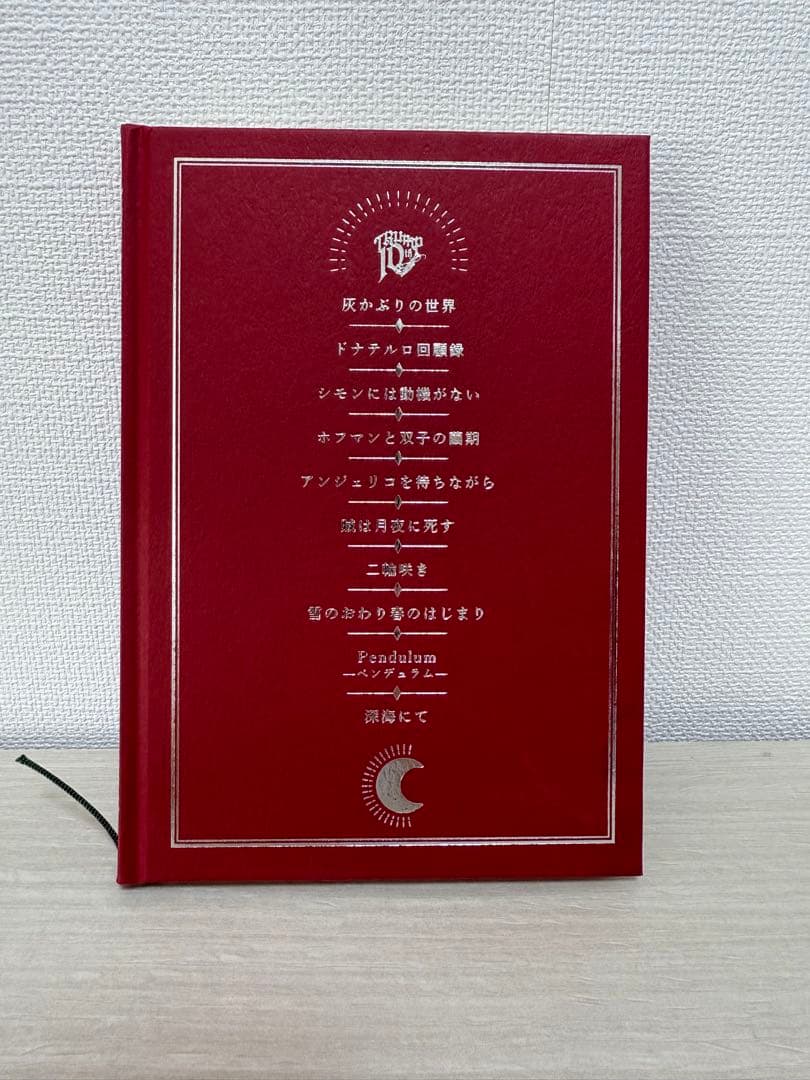 TRUMP
10th
灰かぶりの世界
ドナテルロ回顧録
シモンには動機がない
ホフマンと双子の繭期
アンジェリコを待ちながら
賊は月夜に死す
二輪咲き
雪のおわり春のはじまり
Pendulum
―ペンデュラム―
深海にて